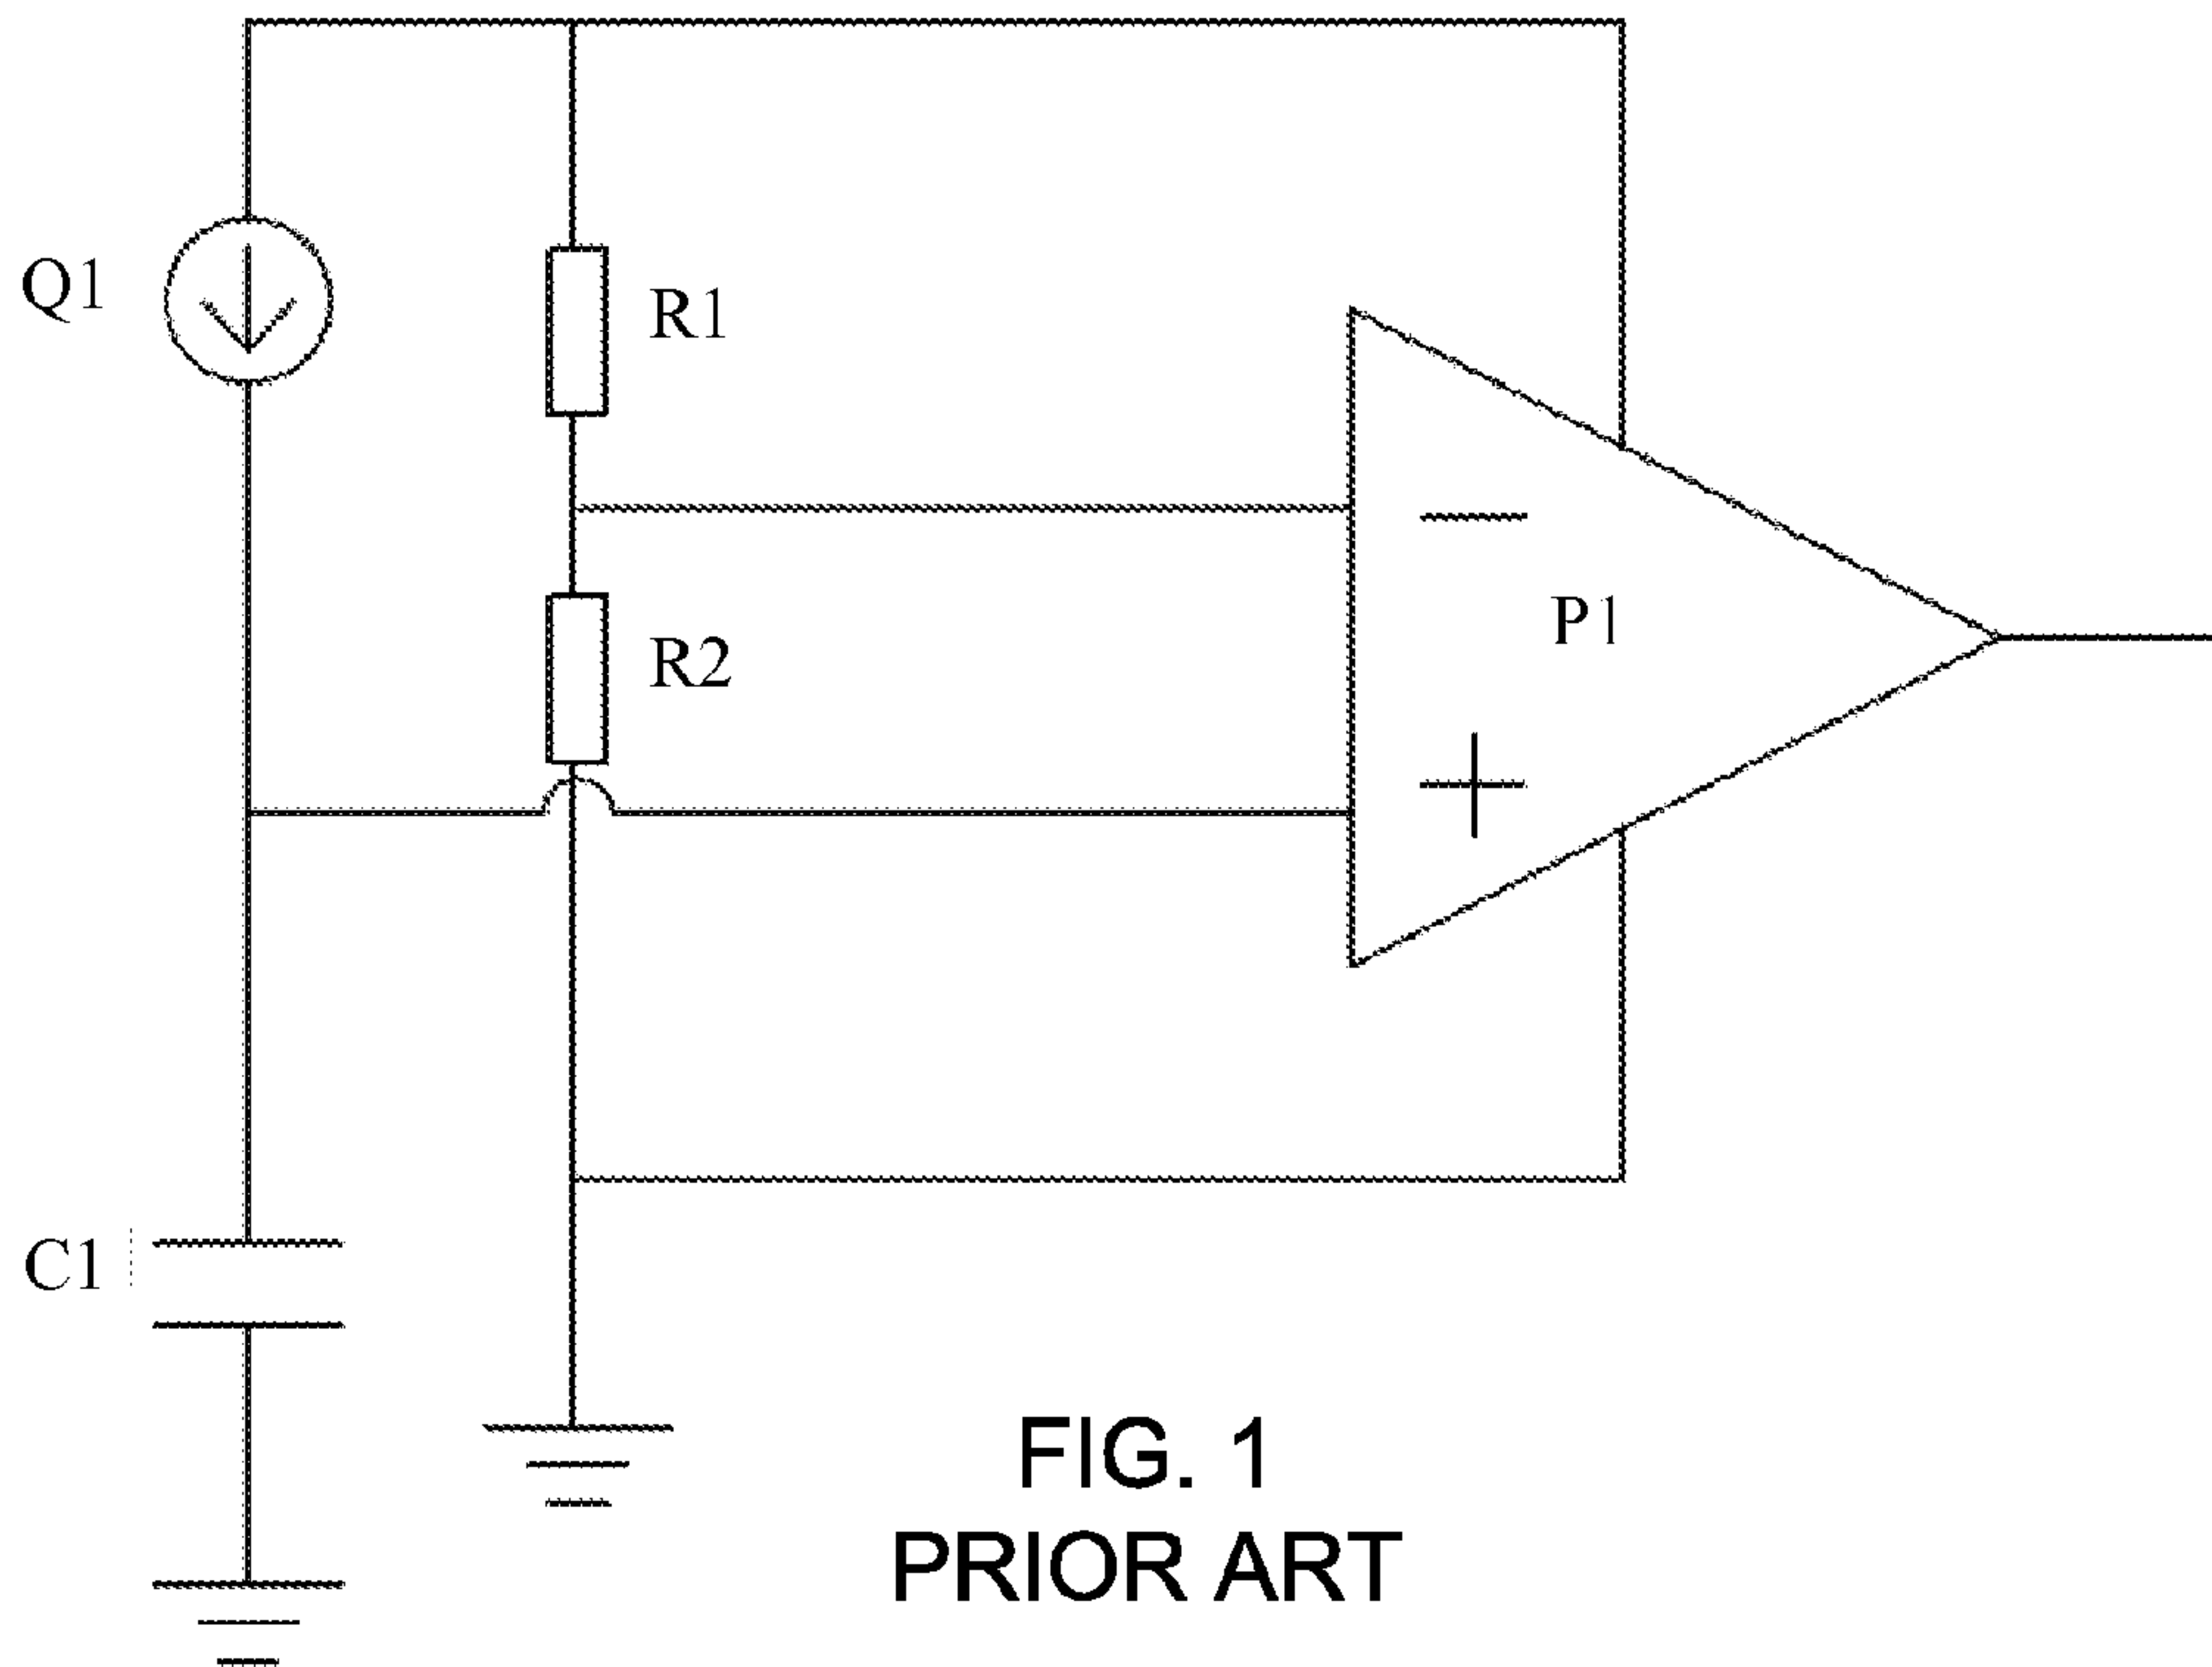 Q1
R1
R2
P1
−
+
C1
FIG. 1
PRIOR ART